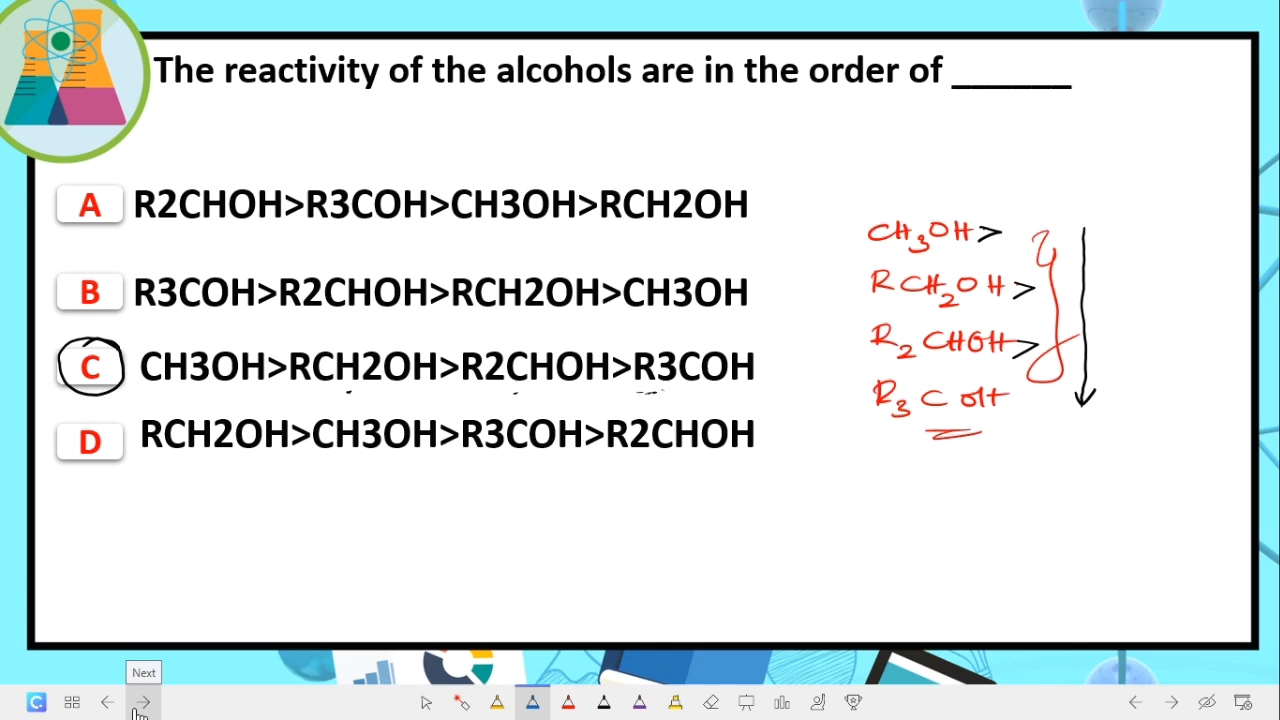 The reactivity of the alcohols are in the order of ______
A R2CHOH>R3COH>CH3OH>RCH2OH
B R3COH>R2CHOH>RCH2OH>CH3OH
C CH3OH>RCH2OH>R2CHOH>R3COH
D RCH2OH>CH3OH>R3COH>R2CHOH
CH3OH>
RCH2OH>
R2CHOH>
R3COH
Next